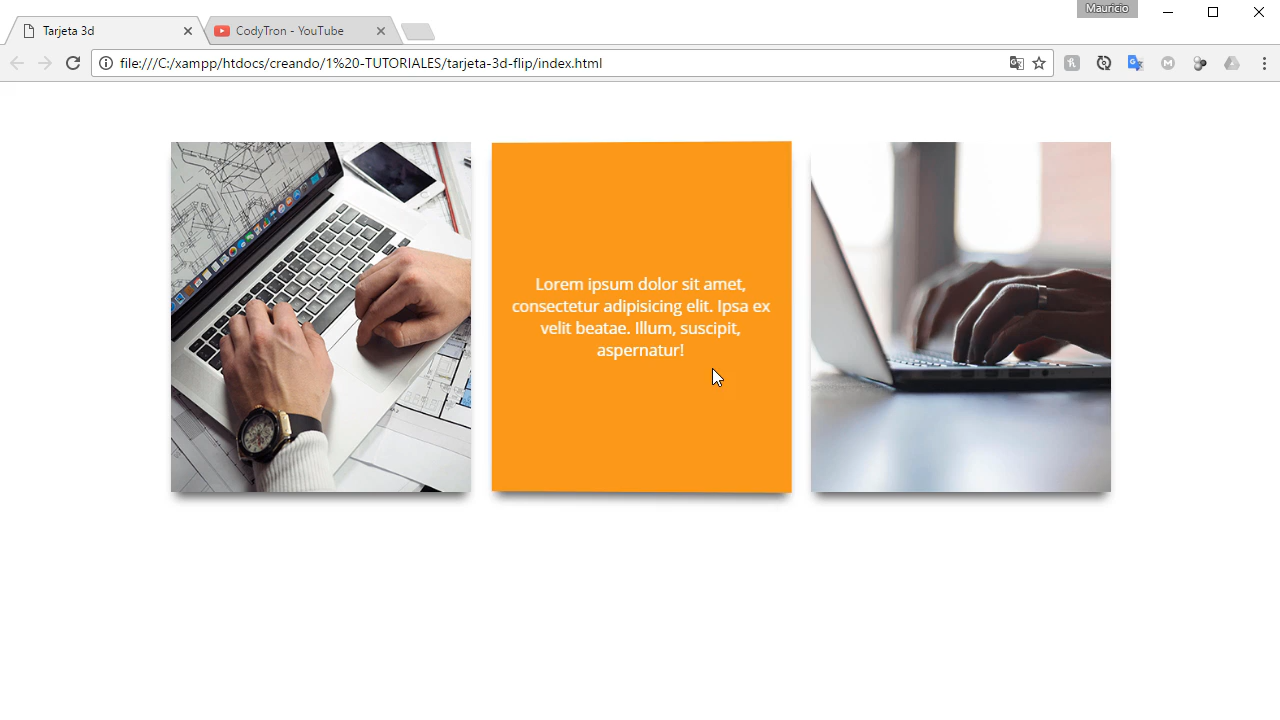 Mauricio
Tarjeta 3d
CodyTron - YouTube
file:///C:/xampp/htdocs/creando/1%20-TUTORIALES/tarjeta-3d-flip/index.html
Lorem ipsum dolor sit amet,
consectetur adipisicing elit. Ipsa ex
velit beatae. Illum, suscipit,
aspernatur!